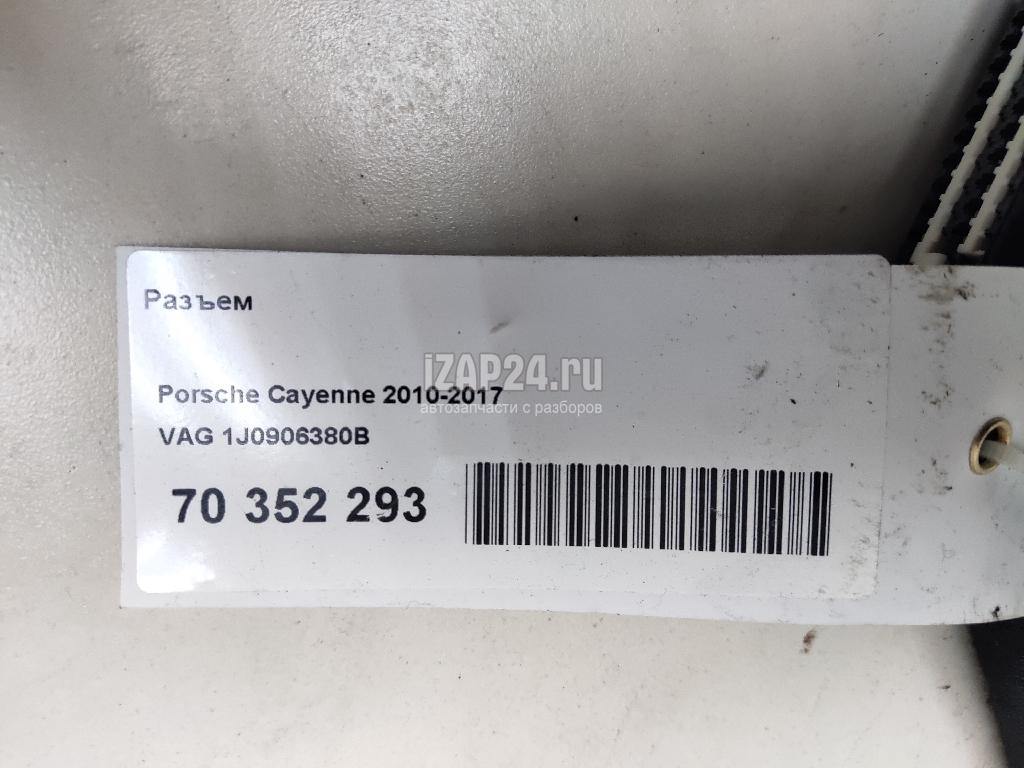 Разъем
iZAP24.ru
Porsche Cayenne 2010-2017
автозапчасти с разборов
VAG 1J0906380B
70 352 293